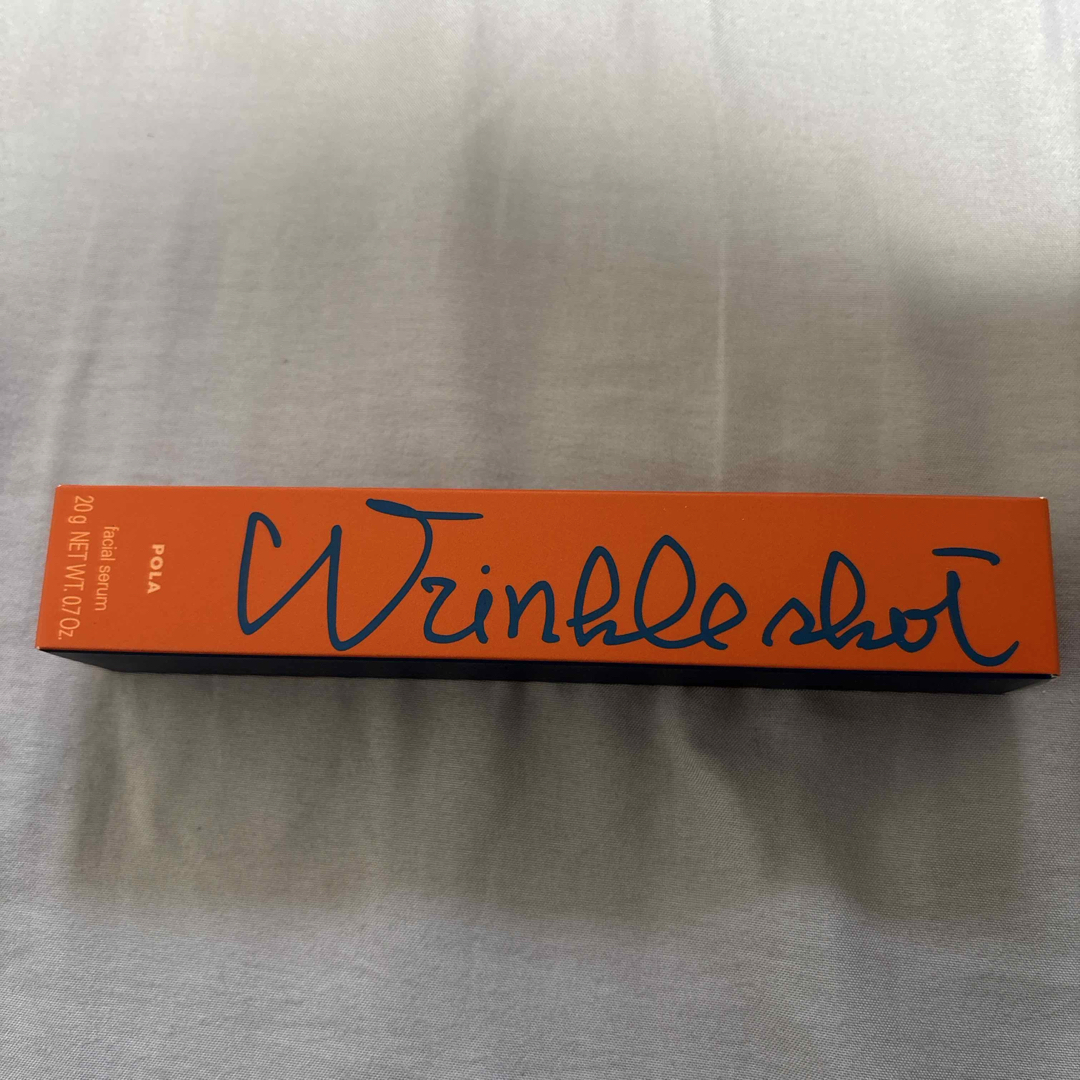 Wrinkle shot
POLA
facial serum
20g NET WT. 0.7 Oz